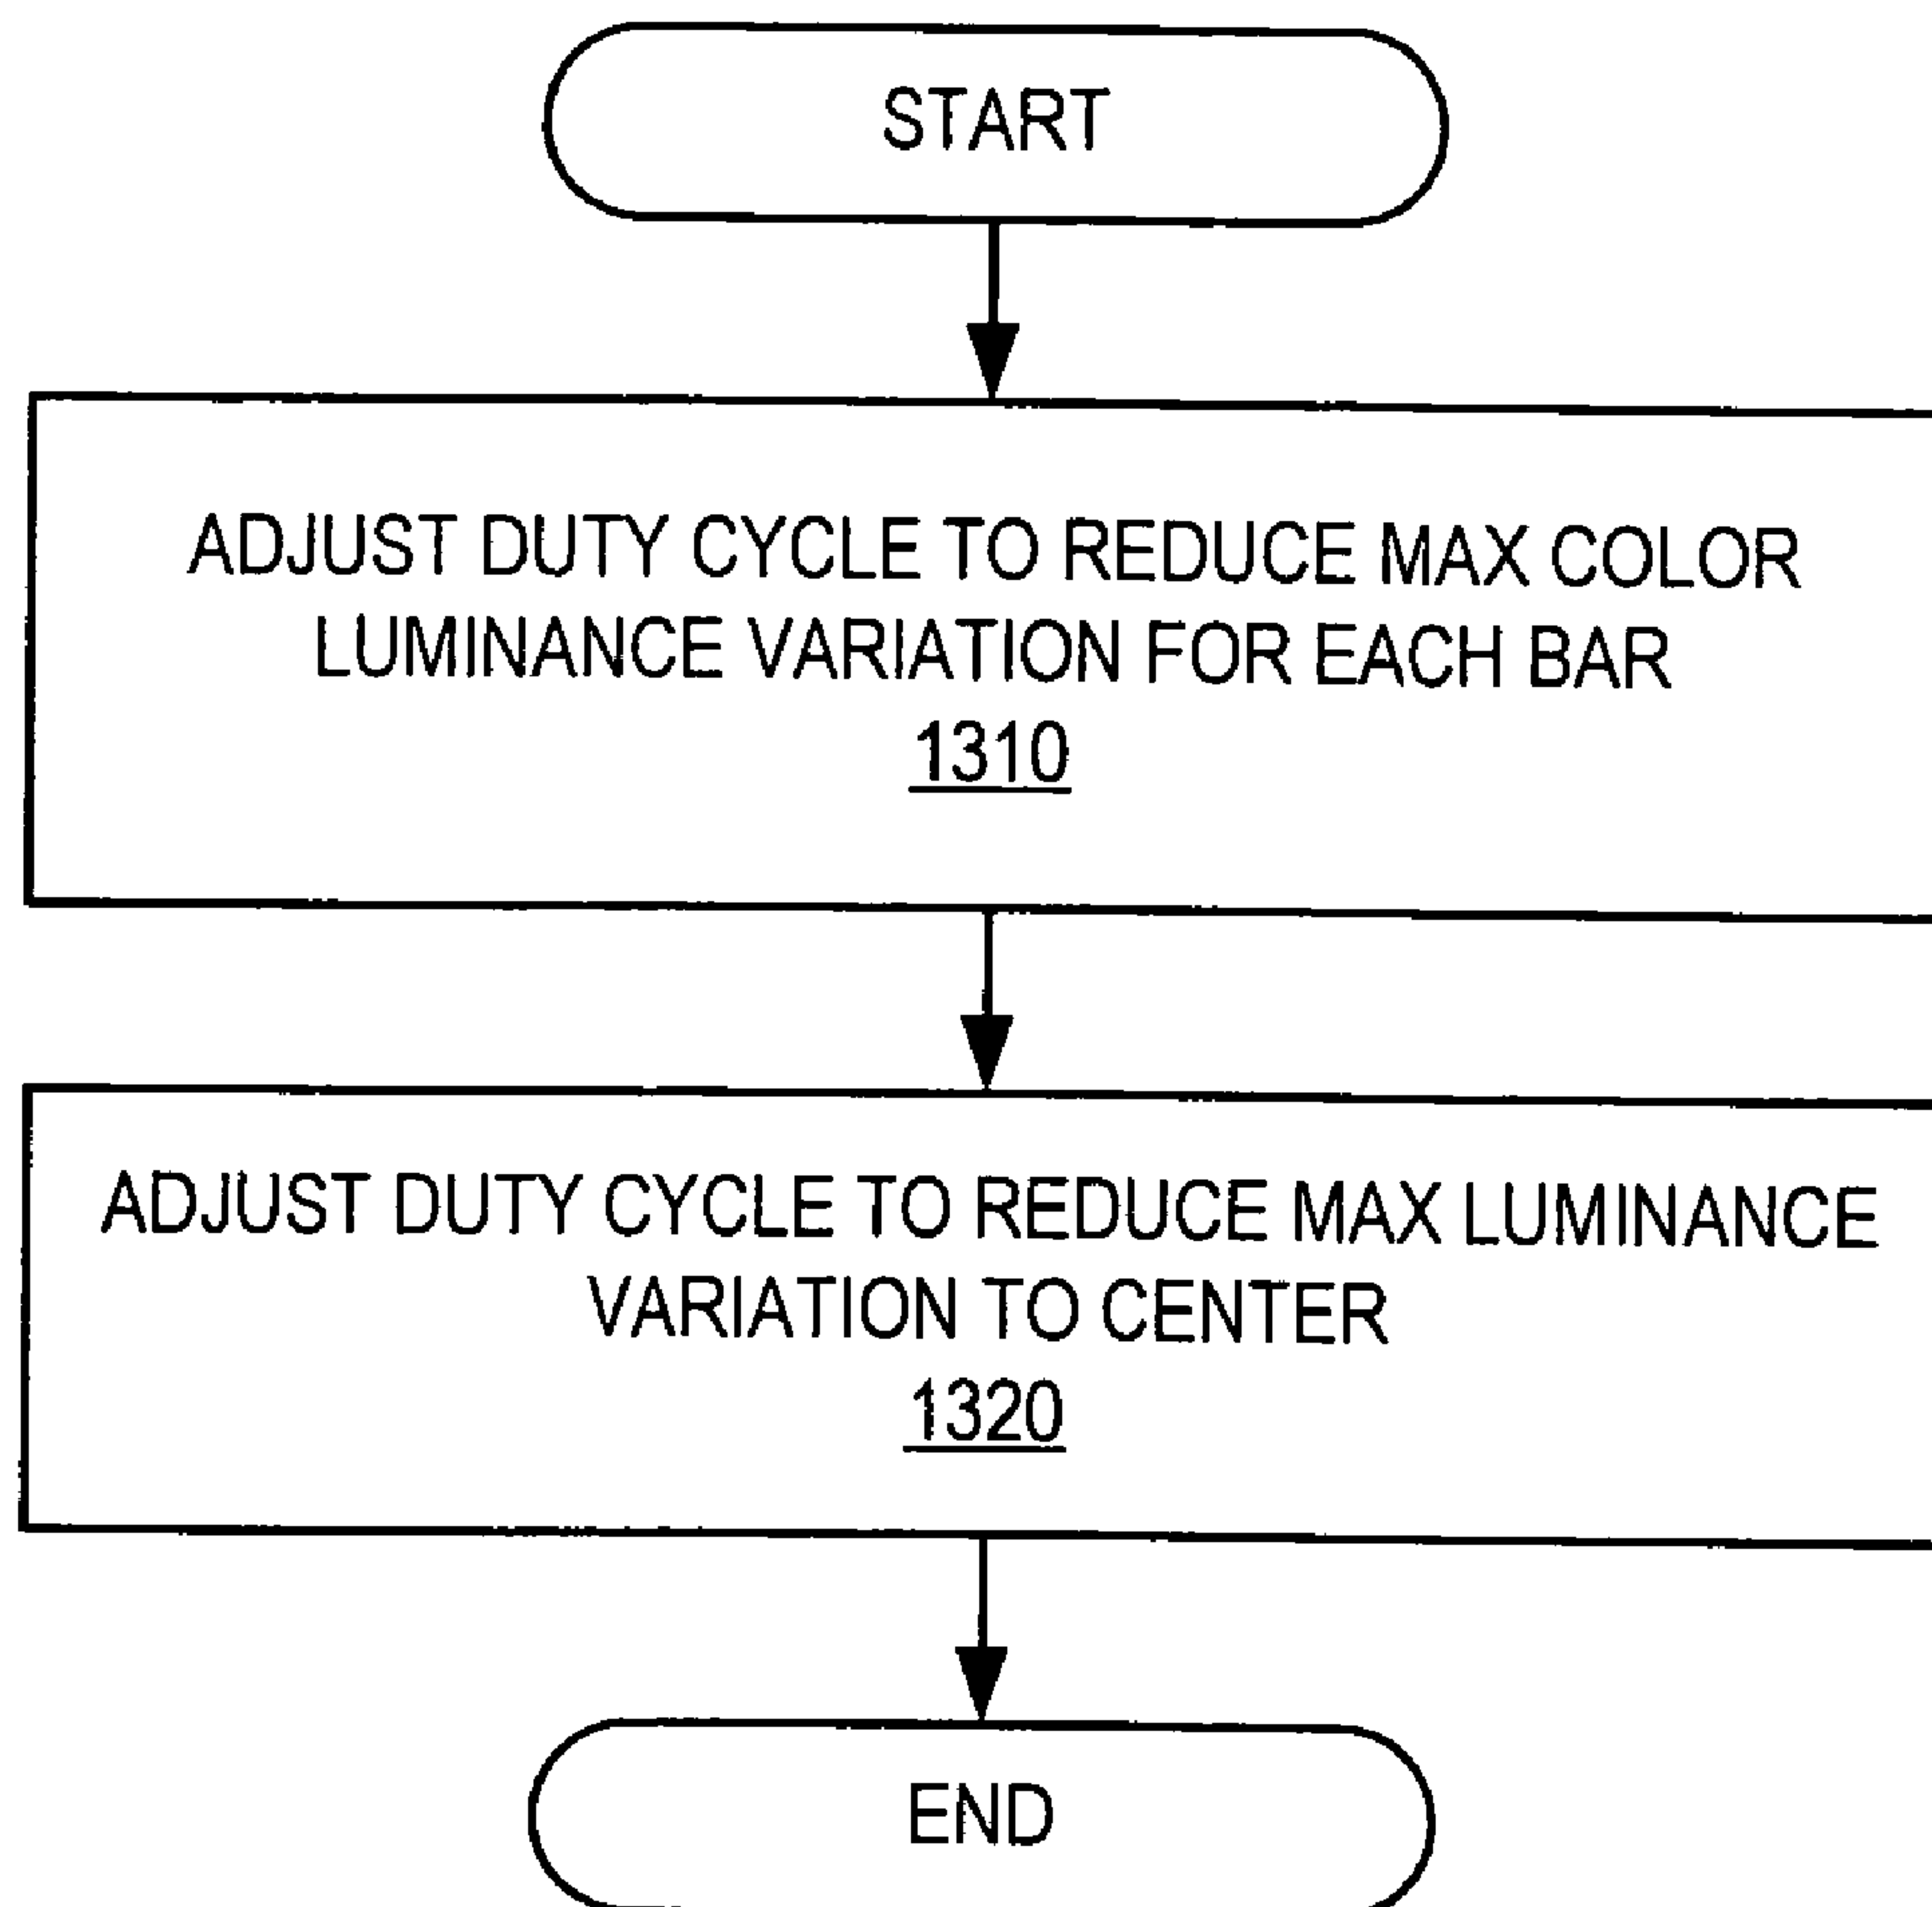 START
ADJUST DUTY CYCLE TO REDUCE MAX COLOR
LUMINANCE VARIATION FOR EACH BAR
1310
ADJUST DUTY CYCLE TO REDUCE MAX LUMINANCE
VARIATION TO CENTER
1320
END